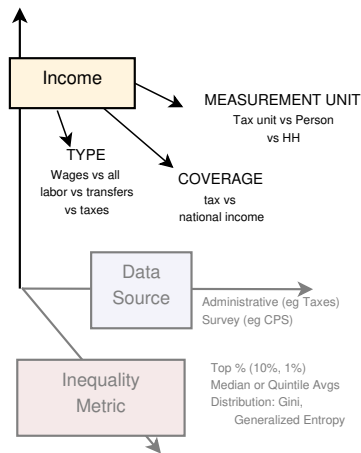 Income
MEASUREMENT UNIT
Tax unit vs Person
vs HH
TYPE
Wages vs all
labor vs transfers
vs taxes
COVERAGE
tax vs
national income
Data
Source
Administrative (eg Taxes)
Survey (eg CPS)
Inequality
Metric
Top % (10%, 1%)
Median or Quintile Avgs
Distribution: Gini,
Generalized Entropy